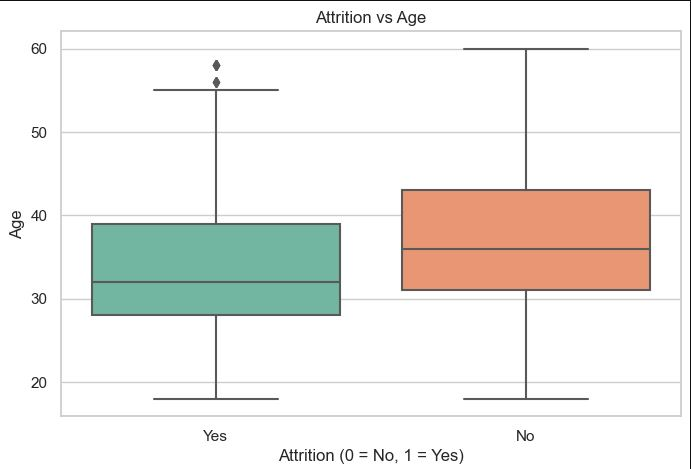 Attrition vs Age
60
50
40
30
20
Age
Yes No
Attrition (0 = No, 1 = Yes)